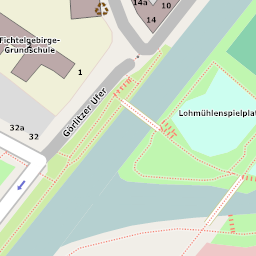 14a
14
10
Fichtelgebirge-
Grundschule
1
Lohmühlenspielplat
32a
32
Görlitzer Ufer